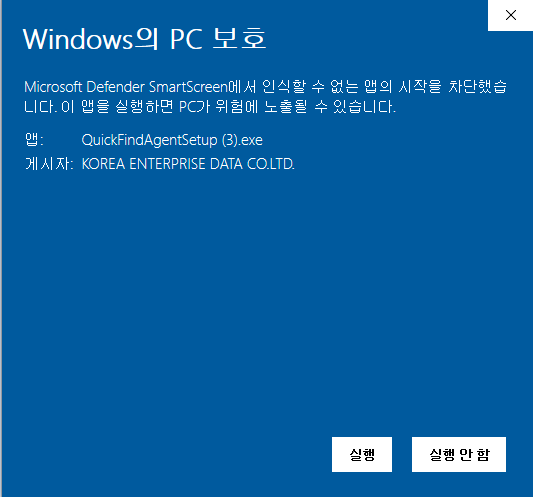 Windows의 PC 보호
Microsoft Defender SmartScreen에서 인식할 수 없는 앱의 시작을 차단했습
니다. 이 앱을 실행하면 PC가 위험에 노출될 수 있습니다.
앱: QuickFindAgentSetup (3).exe
게시자: KOREA ENTERPRISE DATA CO.LTD.
실행 실행 안 함